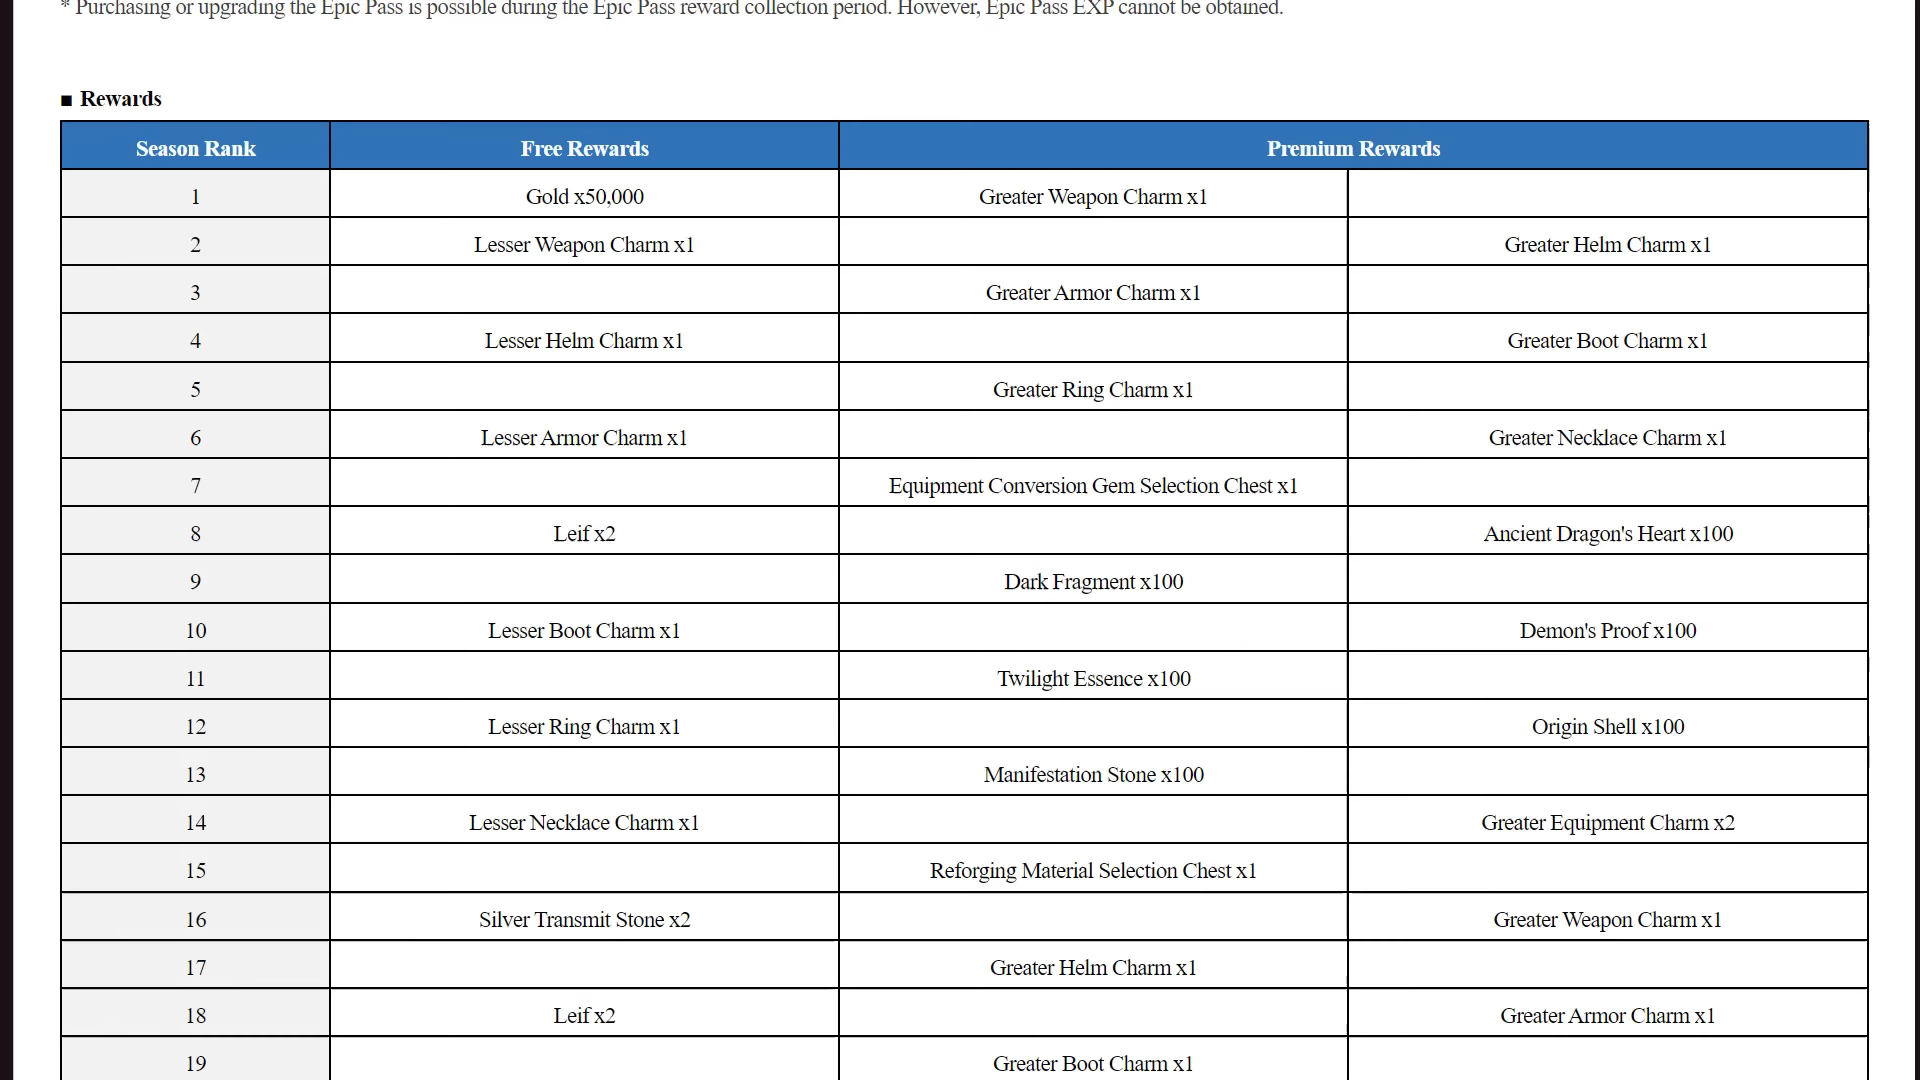 * Purchasing or upgrading the Epic Pass is possible during the Epic Pass reward collection period. However, Epic Pass EXP cannot be obtained.
■ Rewards
Season Rank Free Rewards Premium Rewards
1 Gold x50,000 Greater Weapon Charm x1
2 Lesser Weapon Charm x1 Greater Helm Charm x1
3 Greater Armor Charm x1
4 Lesser Helm Charm x1 Greater Boot Charm x1
5 Greater Ring Charm x1
6 Lesser Armor Charm x1 Greater Necklace Charm x1
7 Equipment Conversion Gem Selection Chest x1
8 Leif x2 Ancient Dragon's Heart x100
9 Dark Fragment x100
10 Lesser Boot Charm x1 Demon's Proof x100
11 Twilight Essence x100
12 Lesser Ring Charm x1 Origin Shell x100
13 Manifestation Stone x100
14 Lesser Necklace Charm x1 Greater Equipment Charm x2
15 Reforging Material Selection Chest x1
16 Silver Transmit Stone x2 Greater Weapon Charm x1
17 Greater Helm Charm x1
18 Leif x2 Greater Armor Charm x1
19 Greater Boot Charm x1